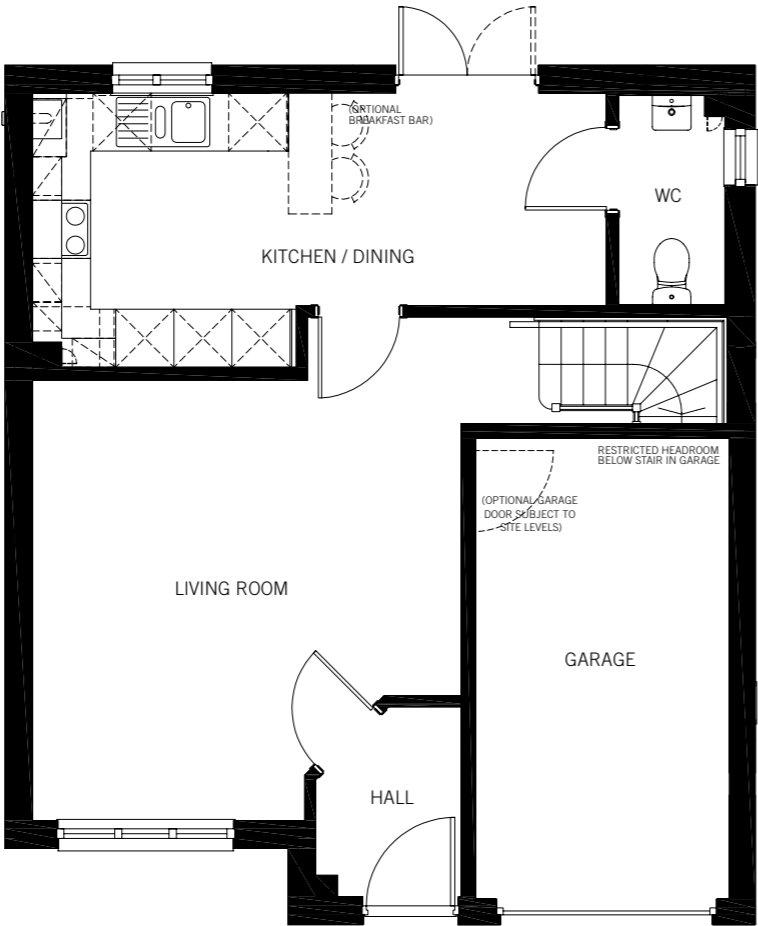 (OPTIONAL
BREAKFAST BAR)
WC
KITCHEN / DINING
RESTRICTED HEADROOM
BELOW STAIR IN GARAGE
(OPTIONAL GARAGE
DOOR SUBJECT TO
SITE LEVELS)
LIVING ROOM
GARAGE
HALL